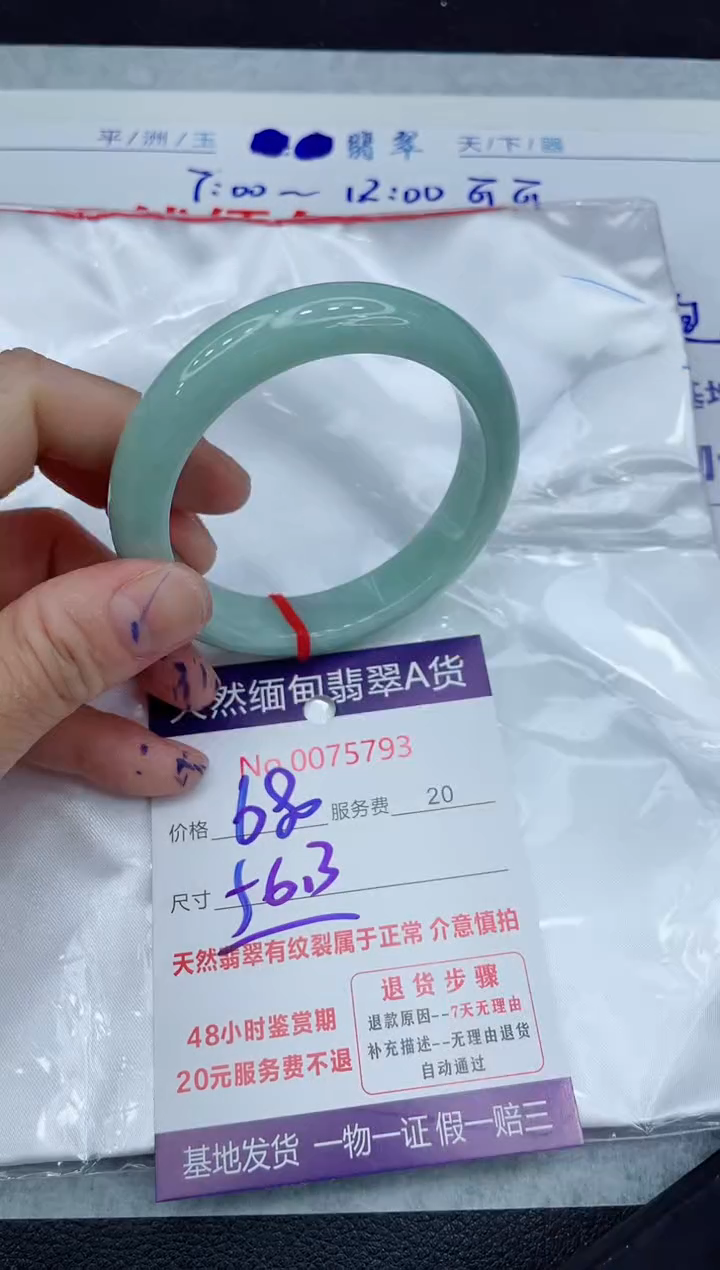 平/洲/玉 翡翠 天/下/器
7:00～12:00 可可
天然缅甸翡翠A货
No.0075793
价格 680 服务费 20
尺寸 56.3
天然翡翠有纹裂属于正常 介意慎拍
48小时鉴赏期
20元服务费不退
退货步骤
退款原因--7天无理由
补充描述--无理由退货
自动通过
基地发货 一物一证 假一赔三